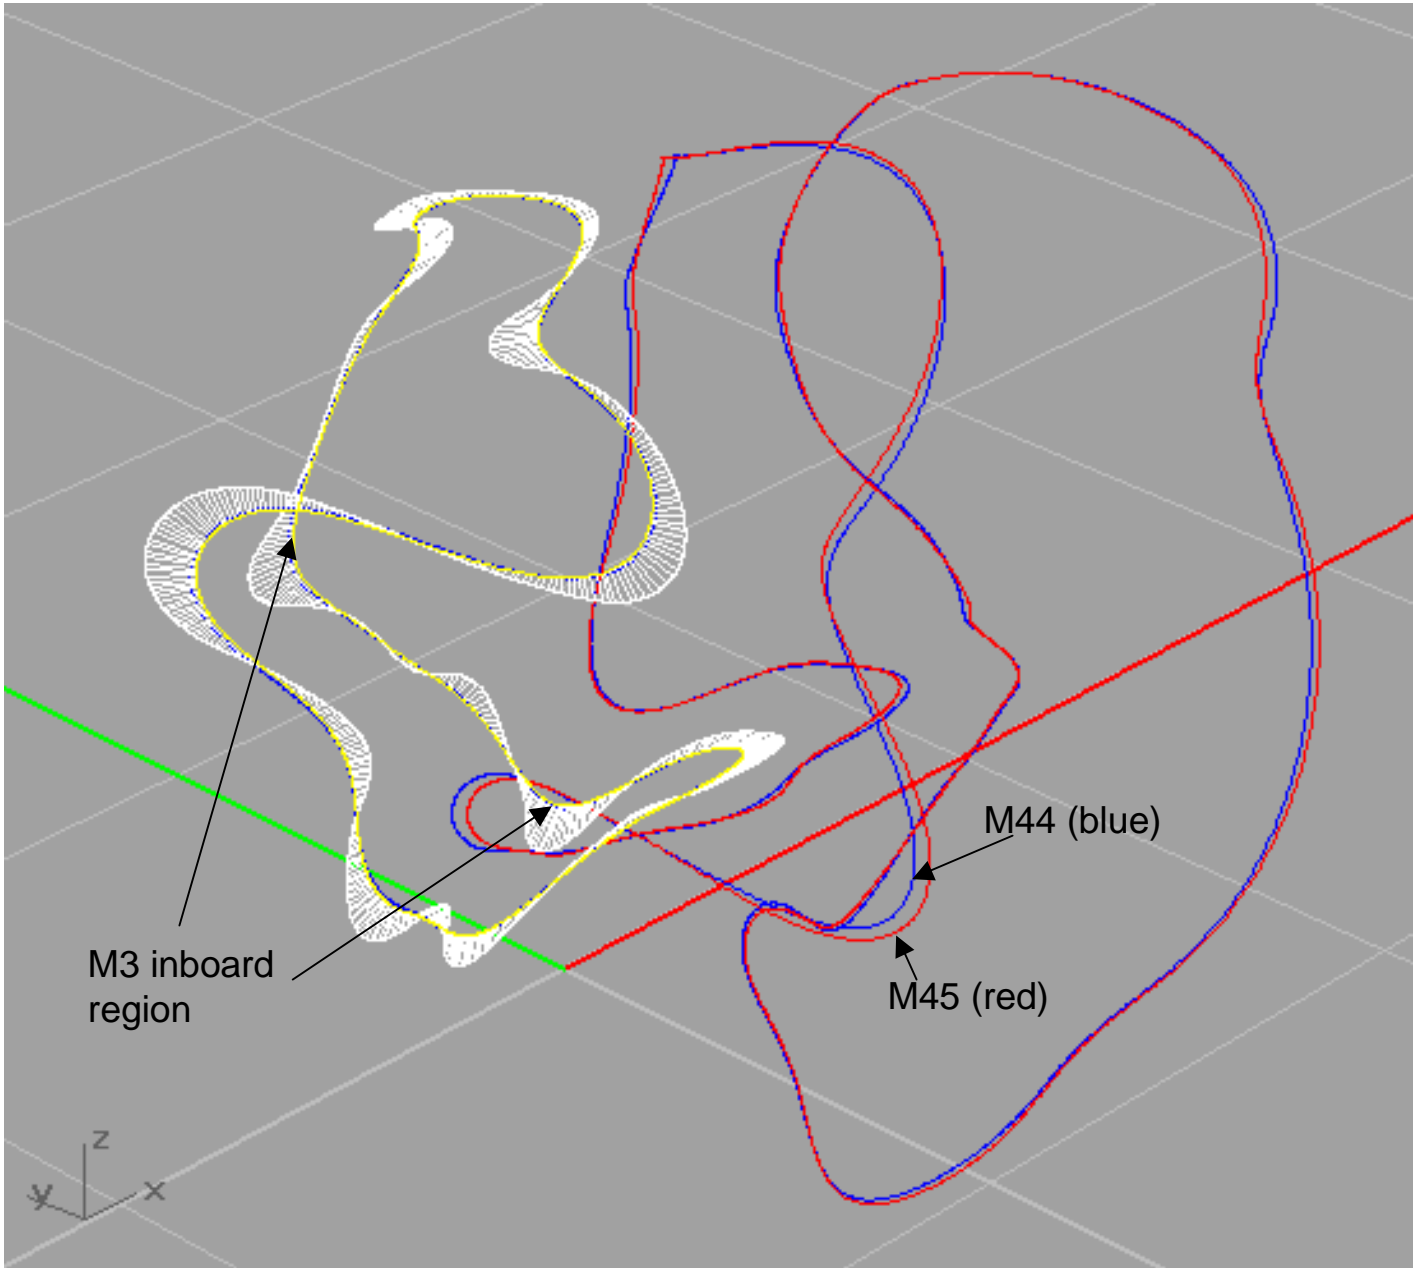 M44 (blue)
M3 inboard
region
M45 (red)
z
y
x